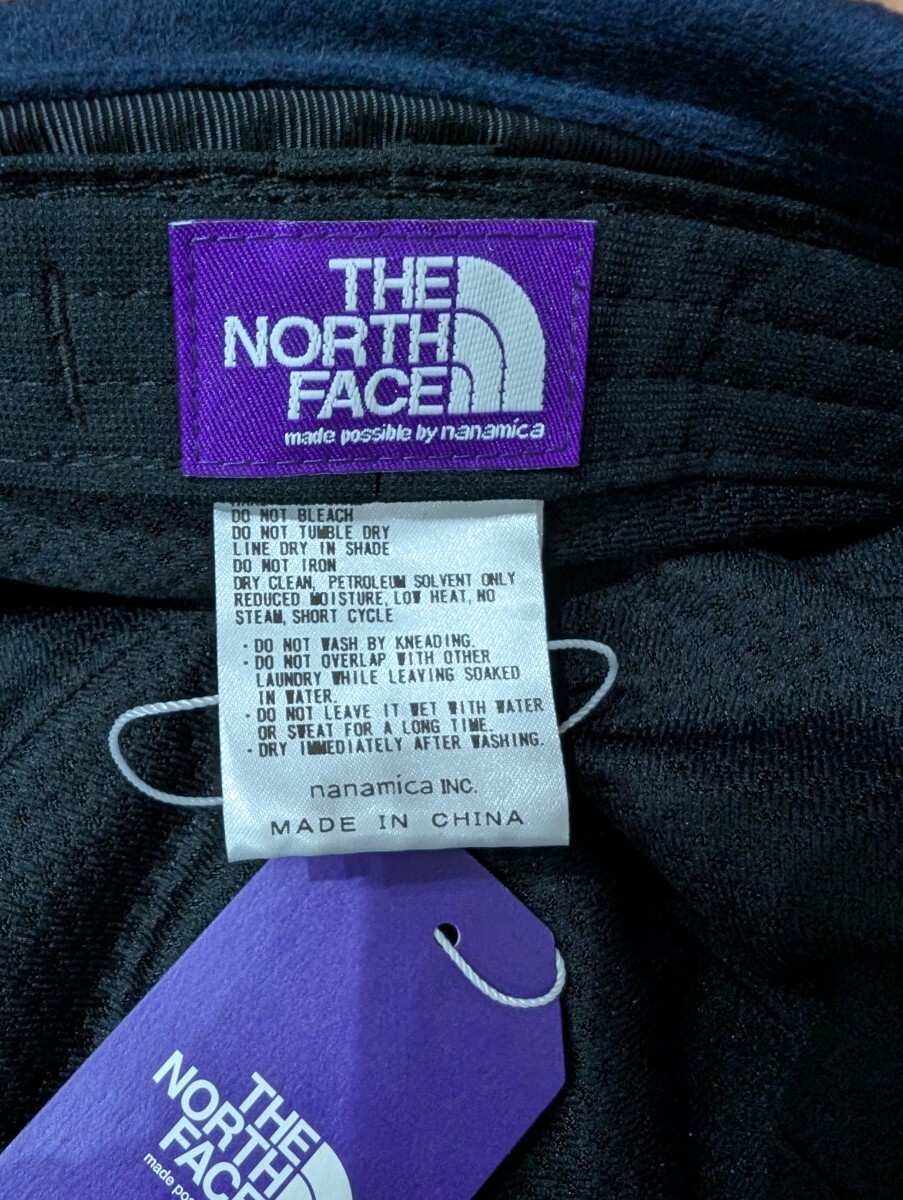 THE
NORTH
FACE
made possible by nanamica
DO NOT BLEACH
DO NOT TUMBLE DRY
LINE DRY IN SHADE
DO NOT IRON
DRY CLEAN, PETROLEUM SOLVENT ONLY
REDUCED MOISTURE, LOW HEAT, NO
STEAM, SHORT CYCLE
・DO NOT WASH BY KNEADING.
・DO NOT OVERLAP WITH OTHER
LAUNDRY WHILE LEAVING SOAKED
IN WATER.
・DO NOT LEAVE IT WET WITH WATER
OR SWEAT FOR A LONG TIME.
・DRY IMMEDIATELY AFTER WASHING.
nanamica INC.
MADE IN CHINA
THE
NORTH
FACE
made